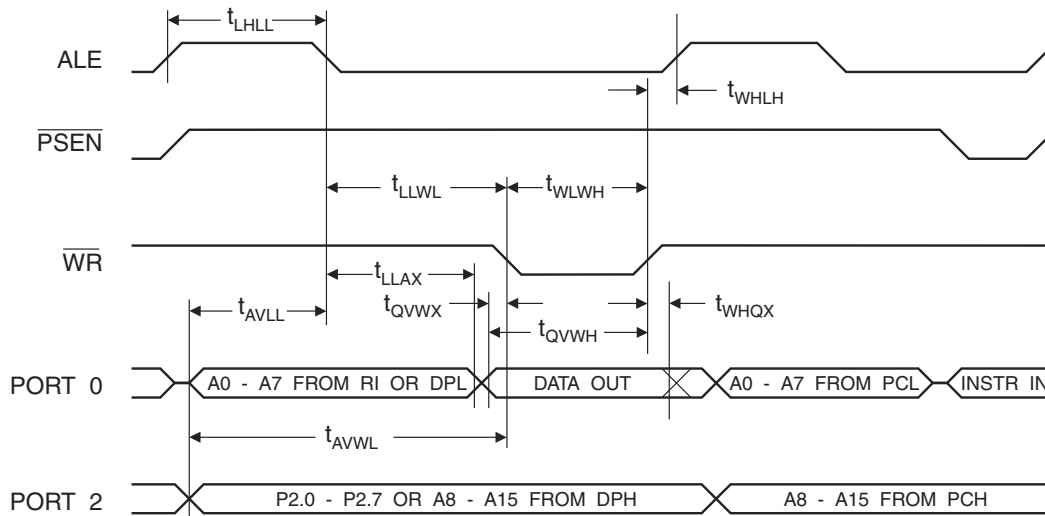 tLHLL
ALE
tWHLH
PSEN
tLLWL
tWLWH
WR
tLLAX
tQVWX
tWHQX
tAVLL
tQVWH
PORT 0
A0 - A7 FROM RI OR DPL
DATA OUT
A0 - A7 FROM PCL
INSTR IN
tAVWL
PORT 2
P2.0 - P2.7 OR A8 - A15 FROM DPH
A8 - A15 FROM PCH